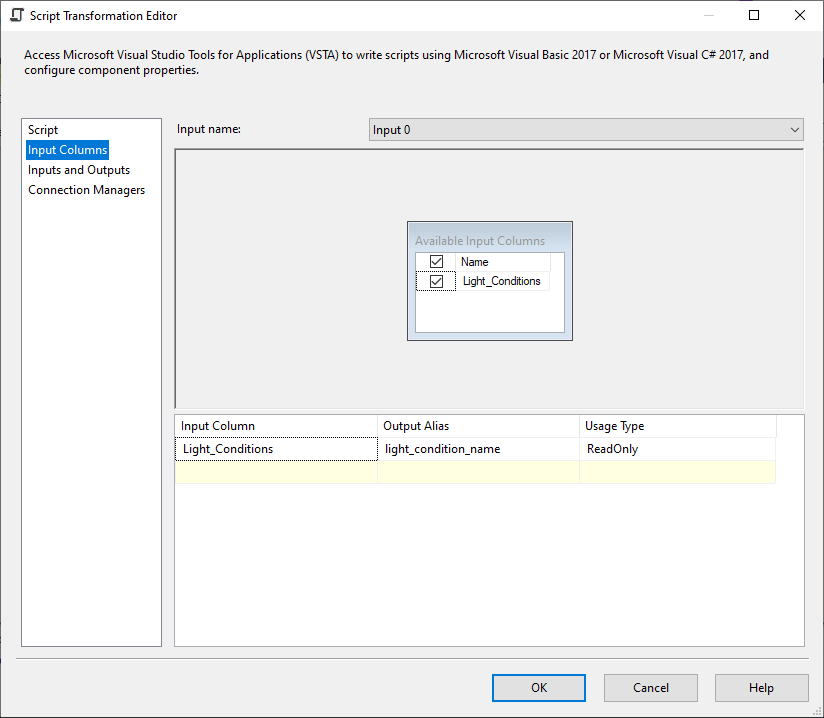 Script Transformation Editor
Access Microsoft Visual Studio Tools for Applications (VSTA) to write scripts using Microsoft Visual Basic 2017 or Microsoft Visual C# 2017, and
configure component properties.
Script
Input Columns
Inputs and Outputs
Connection Managers
Input name:
Input 0
Available Input Columns
Name
Light_Conditions
Input Column Output Alias Usage Type
Light_Conditions light_condition_name ReadOnly
OK Cancel Help